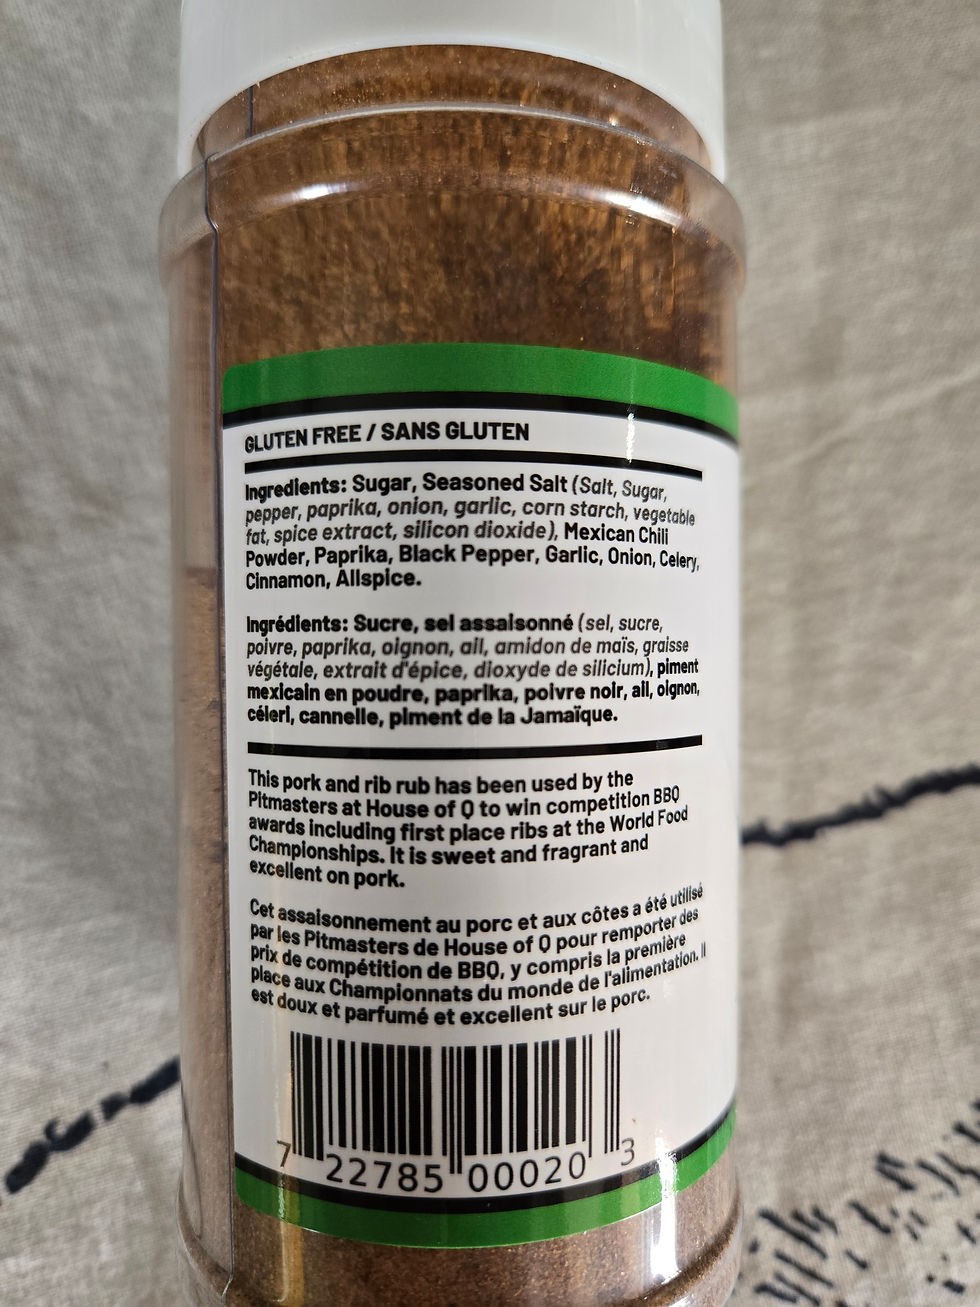 GLUTEN FREE / SANS GLUTEN
Ingredients: Sugar, Seasoned Salt (Salt, Sugar,
pepper, paprika, onion, garlic, corn starch, vegetable
fat, spice extract, silicon dioxide), Mexican Chili
Powder, Paprika, Black Pepper, Garlic, Onion, Celery,
Cinnamon, Allspice.
Ingrédients: Sucre, sel assaisonné (sel, sucre,
poivre, paprika, oignon, ail, amidon de maïs, graisse
végétale, extrait d'épice, dioxyde de silicium), piment
mexicain en poudre, paprika, poivre noir, ail, oignon,
céleri, cannelle, piment de la Jamaïque.
This pork and rib rub has been used by the
Pitmasters at House of Q to win competition BBQ
awards including first place ribs at the World Food
Championships. It is sweet and fragrant and
excellent on pork.
Cet assaisonnement au porc et aux côtes a été utilisé
par les Pitmasters de House of Q pour remporter des
prix de compétition de BBQ, y compris la première
place aux Championnats du monde de l'alimentation. Il
est doux et parfumé et excellent sur le porc.
7 22785 00020 3